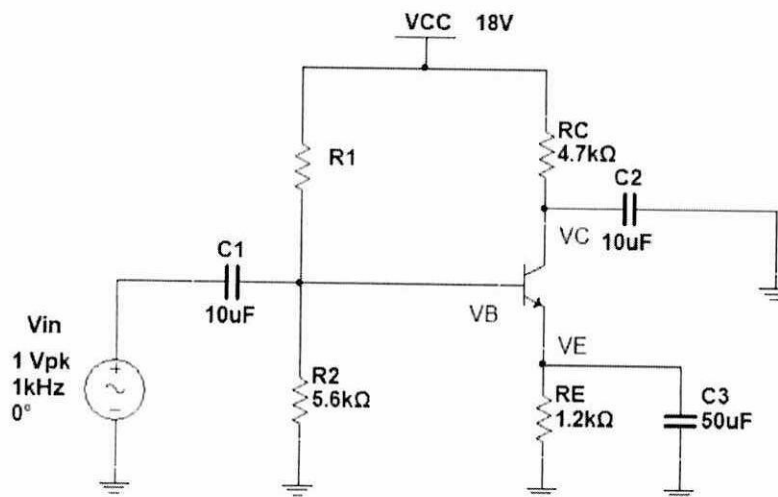 VCC 18V
R1
RC
4.7kΩ
C2
10uF
VC
C1
10uF
VB
Vin
1 Vpk
1kHz
0°
R2
5.6kΩ
VE
RE
1.2kΩ
C3
50uF